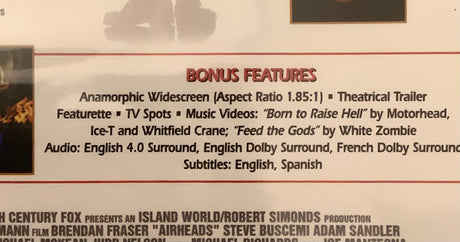 BONUS FEATURES
Anamorphic Widescreen (Aspect Ratio 1.85:1) ▪ Theatrical Trailer
Featurette ▪ TV Spots ▪ Music Videos: "Born to Raise Hell" by Motorhead,
Ice-T and Whitfield Crane; "Feed the Gods" by White Zombie
Audio: English 4.0 Surround, English Dolby Surround, French Dolby Surround
Subtitles: English, Spanish
CENTURY FOX PRESENTS AN ISLAND WORLD/ROBERT SIMONDS PRODUCTION
FILM BRENDAN FRASER "AIRHEADS" STEVE BUSCEMI ADAM SANDLER
MICHAEL RICHARDS